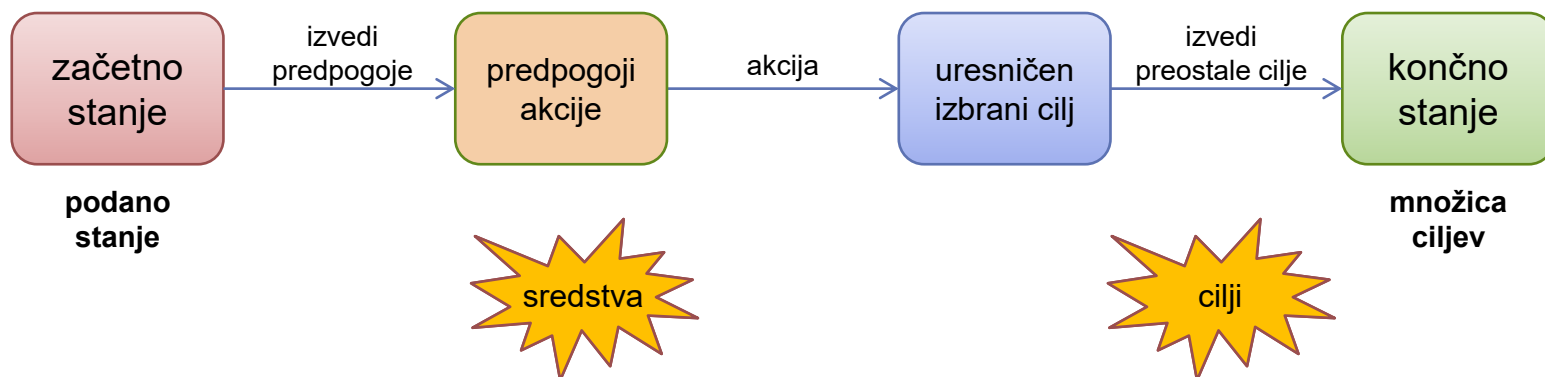 začetno
stanje
izvedi
predpogoje
predpogoji
akcije
akcija
uresničen
izbrani cilj
izvedi
preostale cilje
končno
stanje
podano
stanje
množica
ciljev
sredstva
cilji